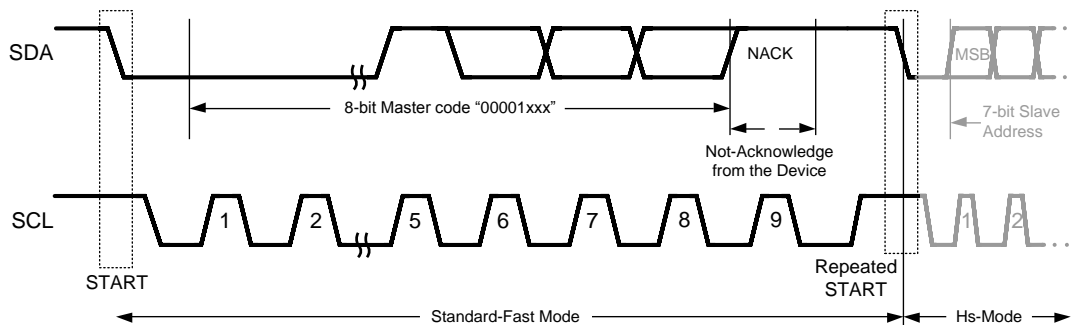 SDA
NACK
MSB
8-bit Master code “00001xxx”
7-bit Slave
Address
Not-Acknowledge
from the Device
SCL
1
2
5
6
7
8
9
1
2
START
Repeated
START
Standard-Fast Mode
Hs-Mode